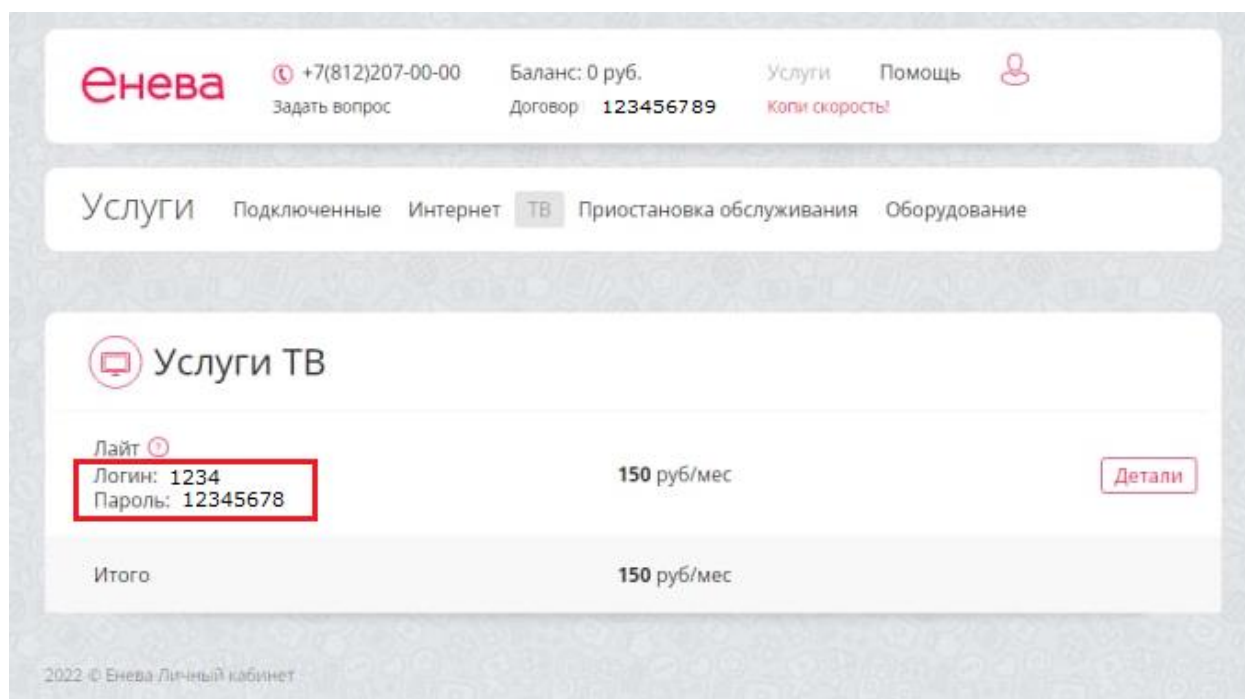 енева
+7(812)207-00-00
Баланс: 0 руб.
Услуги
Помощь
Задать вопрос
Договор 123456789
Копи скорость!
Услуги Подключенные Интернет ТВ Приостановка обслуживания Оборудование
Услуги ТВ
Лайт ?
Логин: 1234
Пароль: 12345678
150 руб/мес
Детали
Итого 150 руб/мес
2022 © Енева Личный кабинет